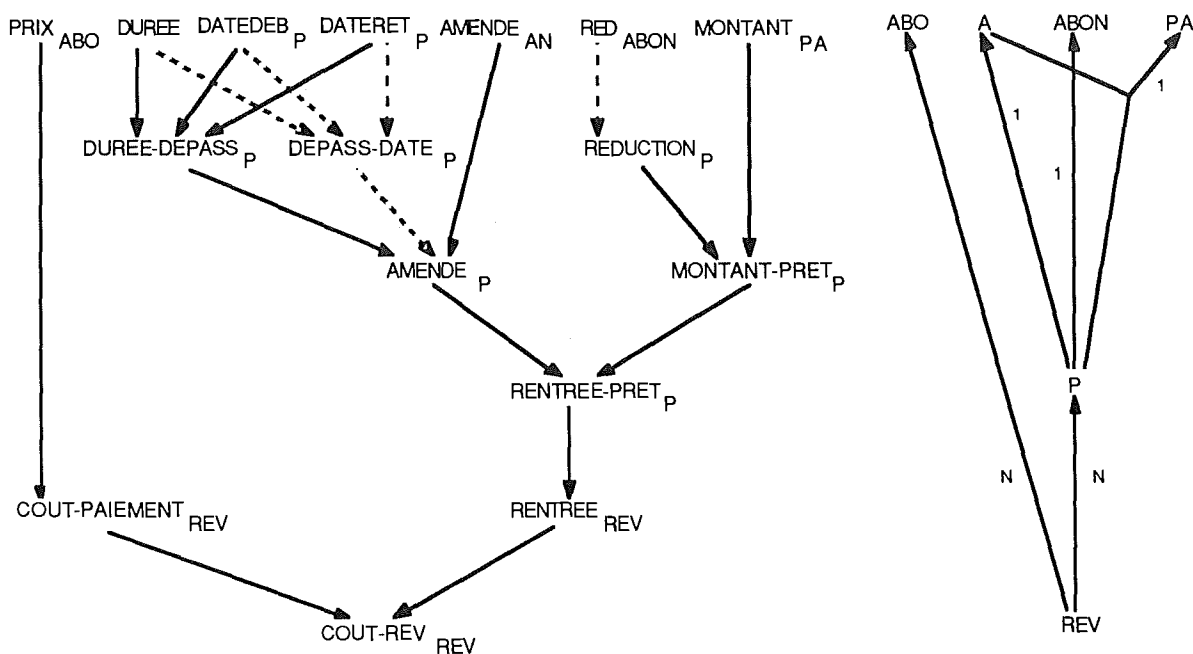 PRIX ABO DUREE DATEDEB P DATERET P AMENDE AN RED ABON MONTANT PA
ABO A ABON PA
1
1
DUREE-DEPASS P DEPASS-DATE P REDUCTION P
1
AMENDE P MONTANT-PRET P
RENTREE-PRET P
P
N N
COUT-PAIEMENT REV RENTREE REV
COUT-REV REV
REV